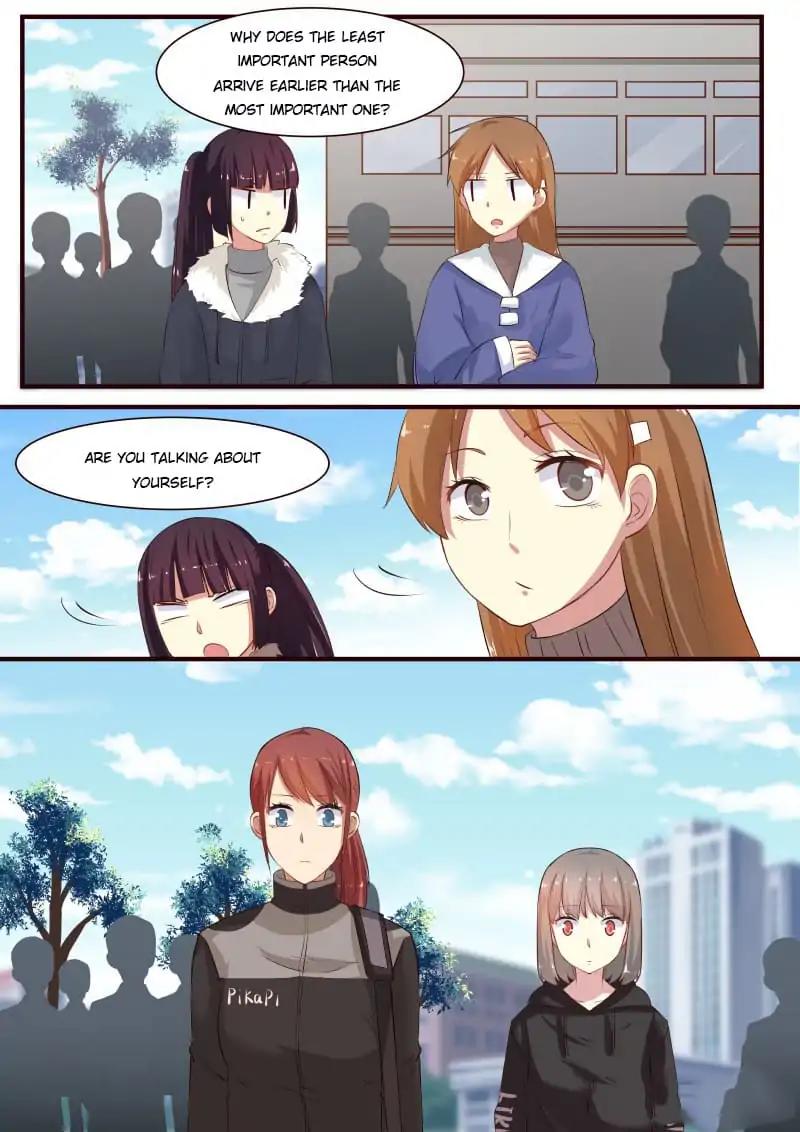 WHY DOES THE LEAST
IMPORTANT PERSON
ARRIVE EARLIER THAN THE
MOST IMPORTANT ONE?
ARE YOU TALKING ABOUT
YOURSELF?
PiKaPi